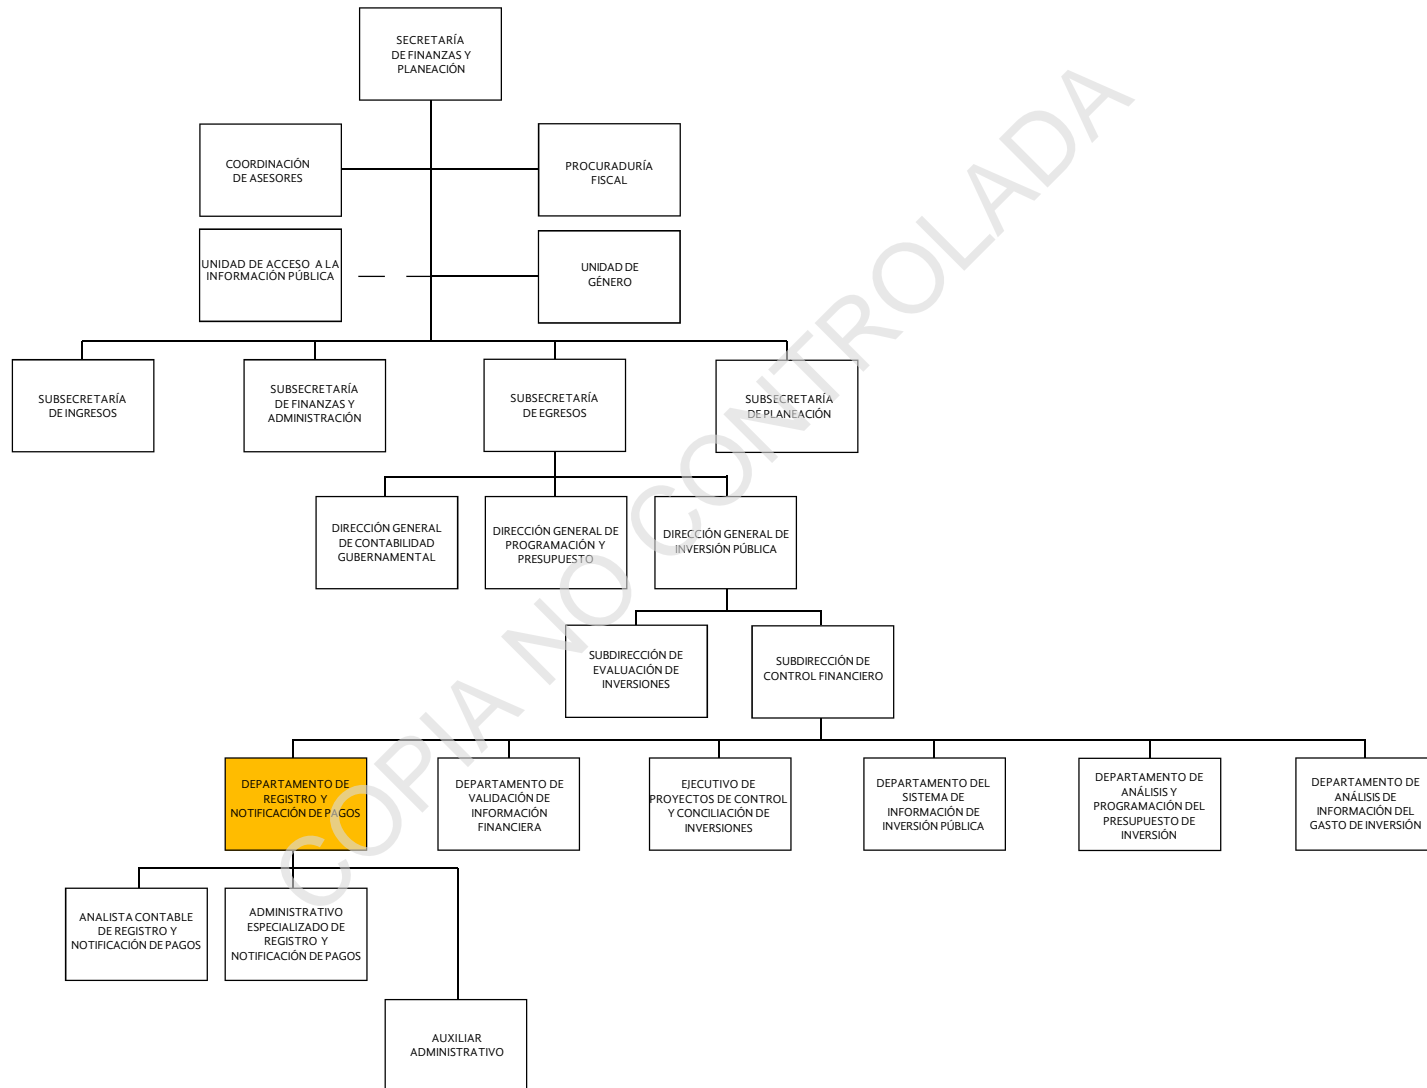 SECRETARÍA
DE FINANZAS Y
PLANEACIÓN
COORDINACIÓN
DE ASESORES
PROCURADURÍA
FISCAL
UNIDAD DE ACCESO A LA
INFORMACIÓN PÚBLICA
UNIDAD DE
GÉNERO
SUBSECRETARÍA
DE INGRESOS
SUBSECRETARÍA
DE FINANZAS Y
ADMINISTRACIÓN
SUBSECRETARÍA
DE EGRESOS
SUBSECRETARÍA
DE PLANEACIÓN
DIRECCIÓN GENERAL
DE CONTABILIDAD
GUBERNAMENTAL
DIRECCIÓN GENERAL DE
PROGRAMACIÓN Y
PRESUPUESTO
DIRECCIÓN GENERAL DE
INVERSIÓN PÚBLICA
SUBDIRECCIÓN DE
EVALUACIÓN DE
INVERSIONES
SUBDIRECCIÓN DE
CONTROL FINANCIERO
DEPARTAMENTO DE
REGISTRO Y
NOTIFICACIÓN DE PAGOS
DEPARTAMENTO DE
VALIDACIÓN DE
INFORMACIÓN
FINANCIERA
EJECUTIVO DE
PROYECTOS DE CONTROL
Y CONCILIACIÓN DE
INVERSIONES
DEPARTAMENTO DEL
SISTEMA DE
INFORMACIÓN DE
INVERSIÓN PÚBLICA
DEPARTAMENTO DE
ANÁLISIS Y
PROGRAMACIÓN DEL
PRESUPUESTO DE
INVERSIÓN
DEPARTAMENTO DE
ANÁLISIS DE
INFORMACIÓN DEL
GASTO DE INVERSIÓN
ANALISTA CONTABLE
DE REGISTRO Y
NOTIFICACIÓN DE PAGOS
ADMINISTRATIVO
ESPECIALIZADO DE
REGISTRO Y
NOTIFICACIÓN DE PAGOS
AUXILIAR
ADMINISTRATIVO
COPIA NO CONTROLADA